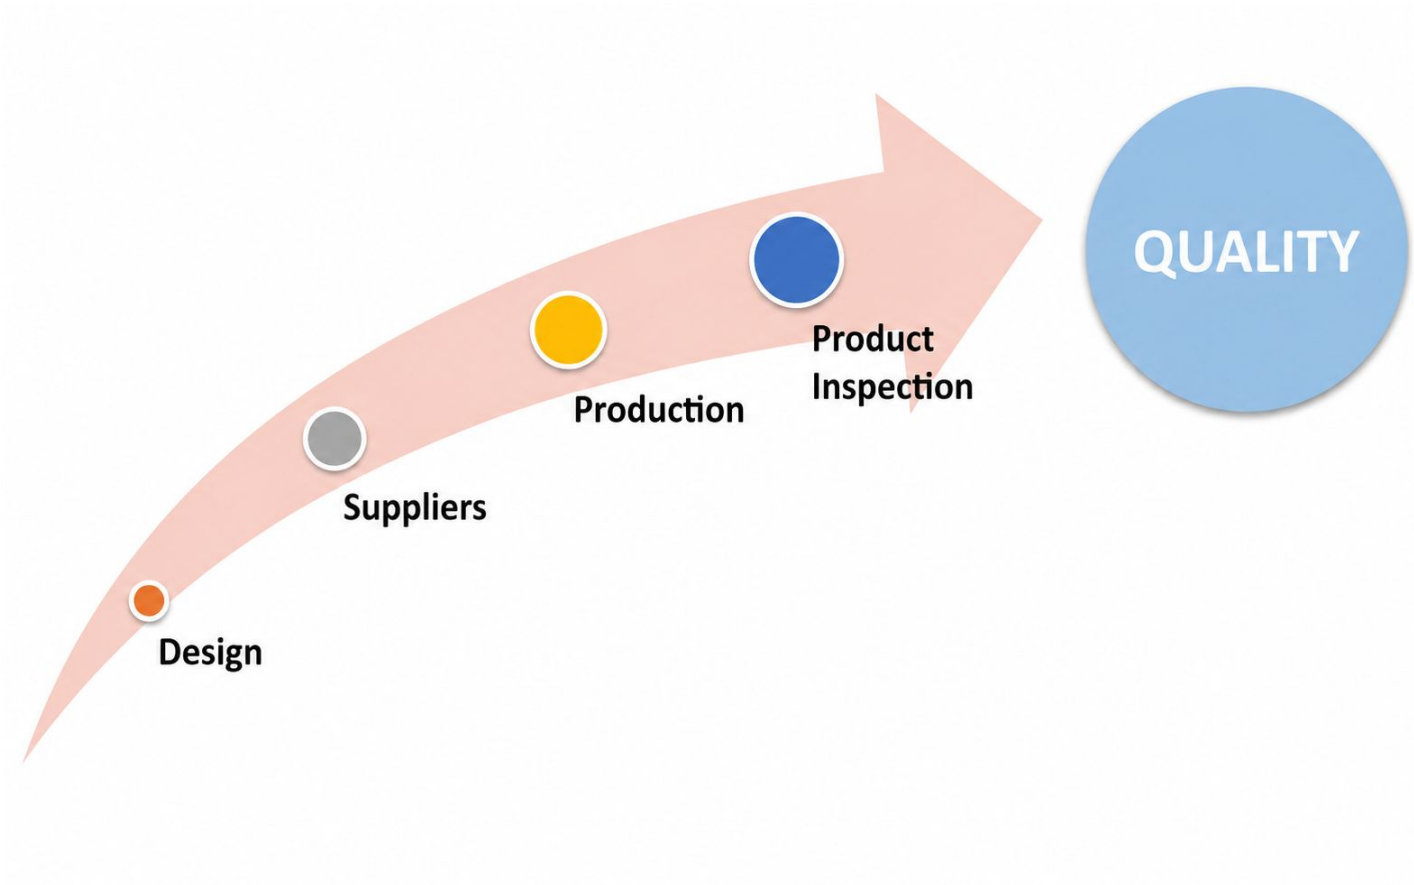 QUALITY
Product
Inspection
Production
Suppliers
Design